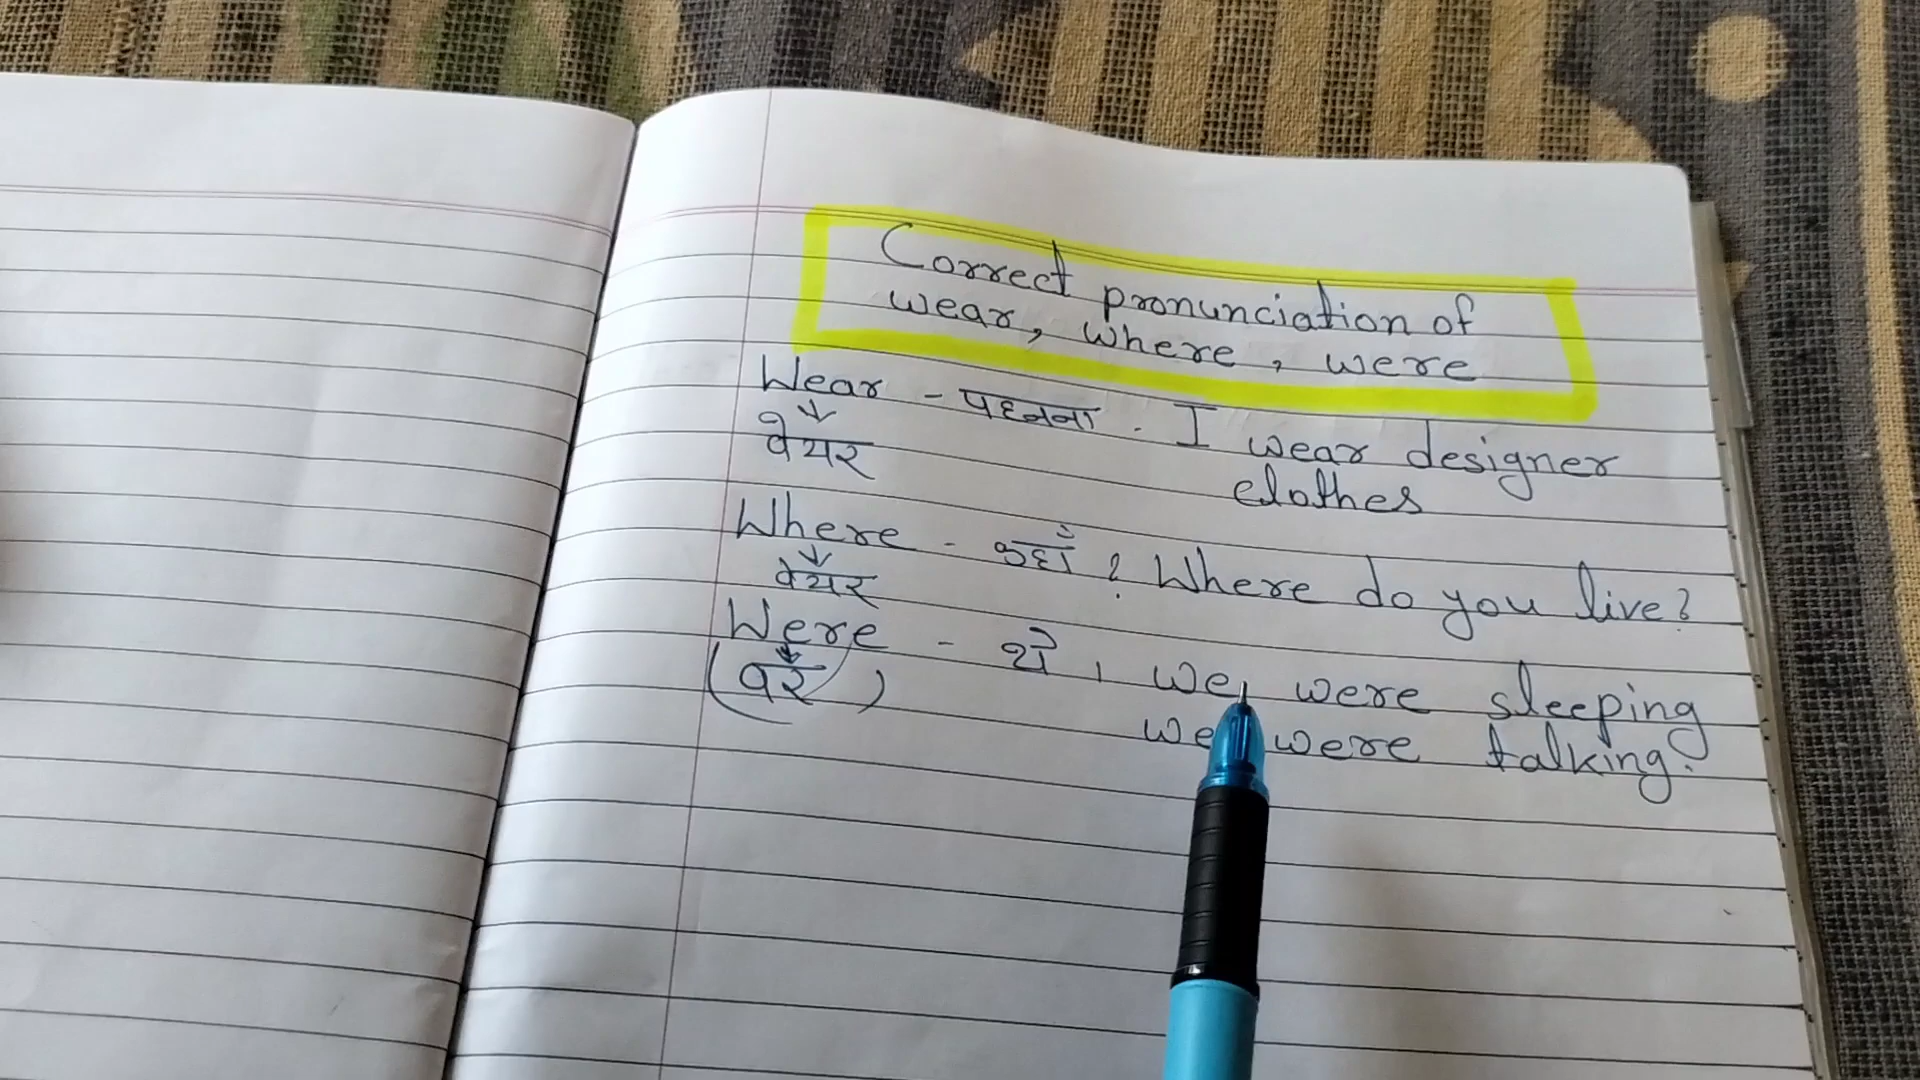 Correct pronunciation of
wear, where, were
Wear - पहनना . I wear designer
वेयर clothes
Where - कहाँ ? Where do you live?
वेयर
Were - थे , we were sleeping
(वर) we were talking.